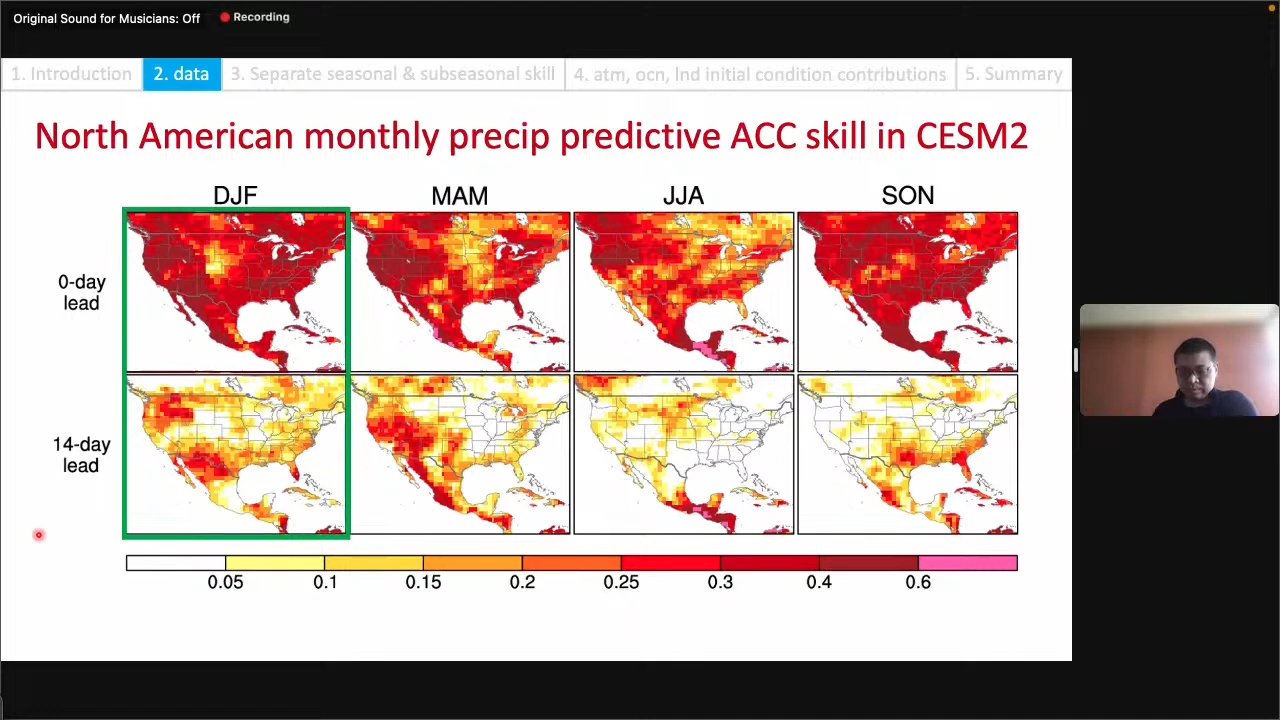 Original Sound for Musicians: Off
Recording
1. Introduction
2. data
3. Separate seasonal & subseasonal skill
4. atm, ocn, lnd initial condition contributions
5. Summary
North American monthly precip predictive ACC skill in CESM2
DJF MAM JJA SON
0-day
lead
14-day
lead
0.05 0.1 0.15 0.2 0.25 0.3 0.4 0.6